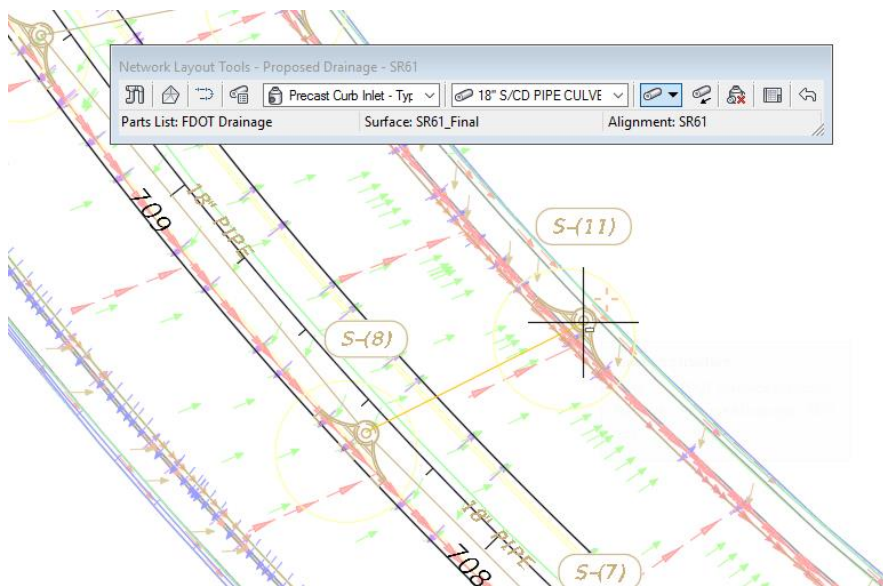 Network Layout Tools - Proposed Drainage - SR61
Precast Curb Inlet - Typ
18" S/CD PIPE CULVE
Parts List: FDOT Drainage
Surface: SR61_Final
Alignment: SR61
709
18" PIPE
S-(11)
S-(8)
18" PIPE
708
S-(7)